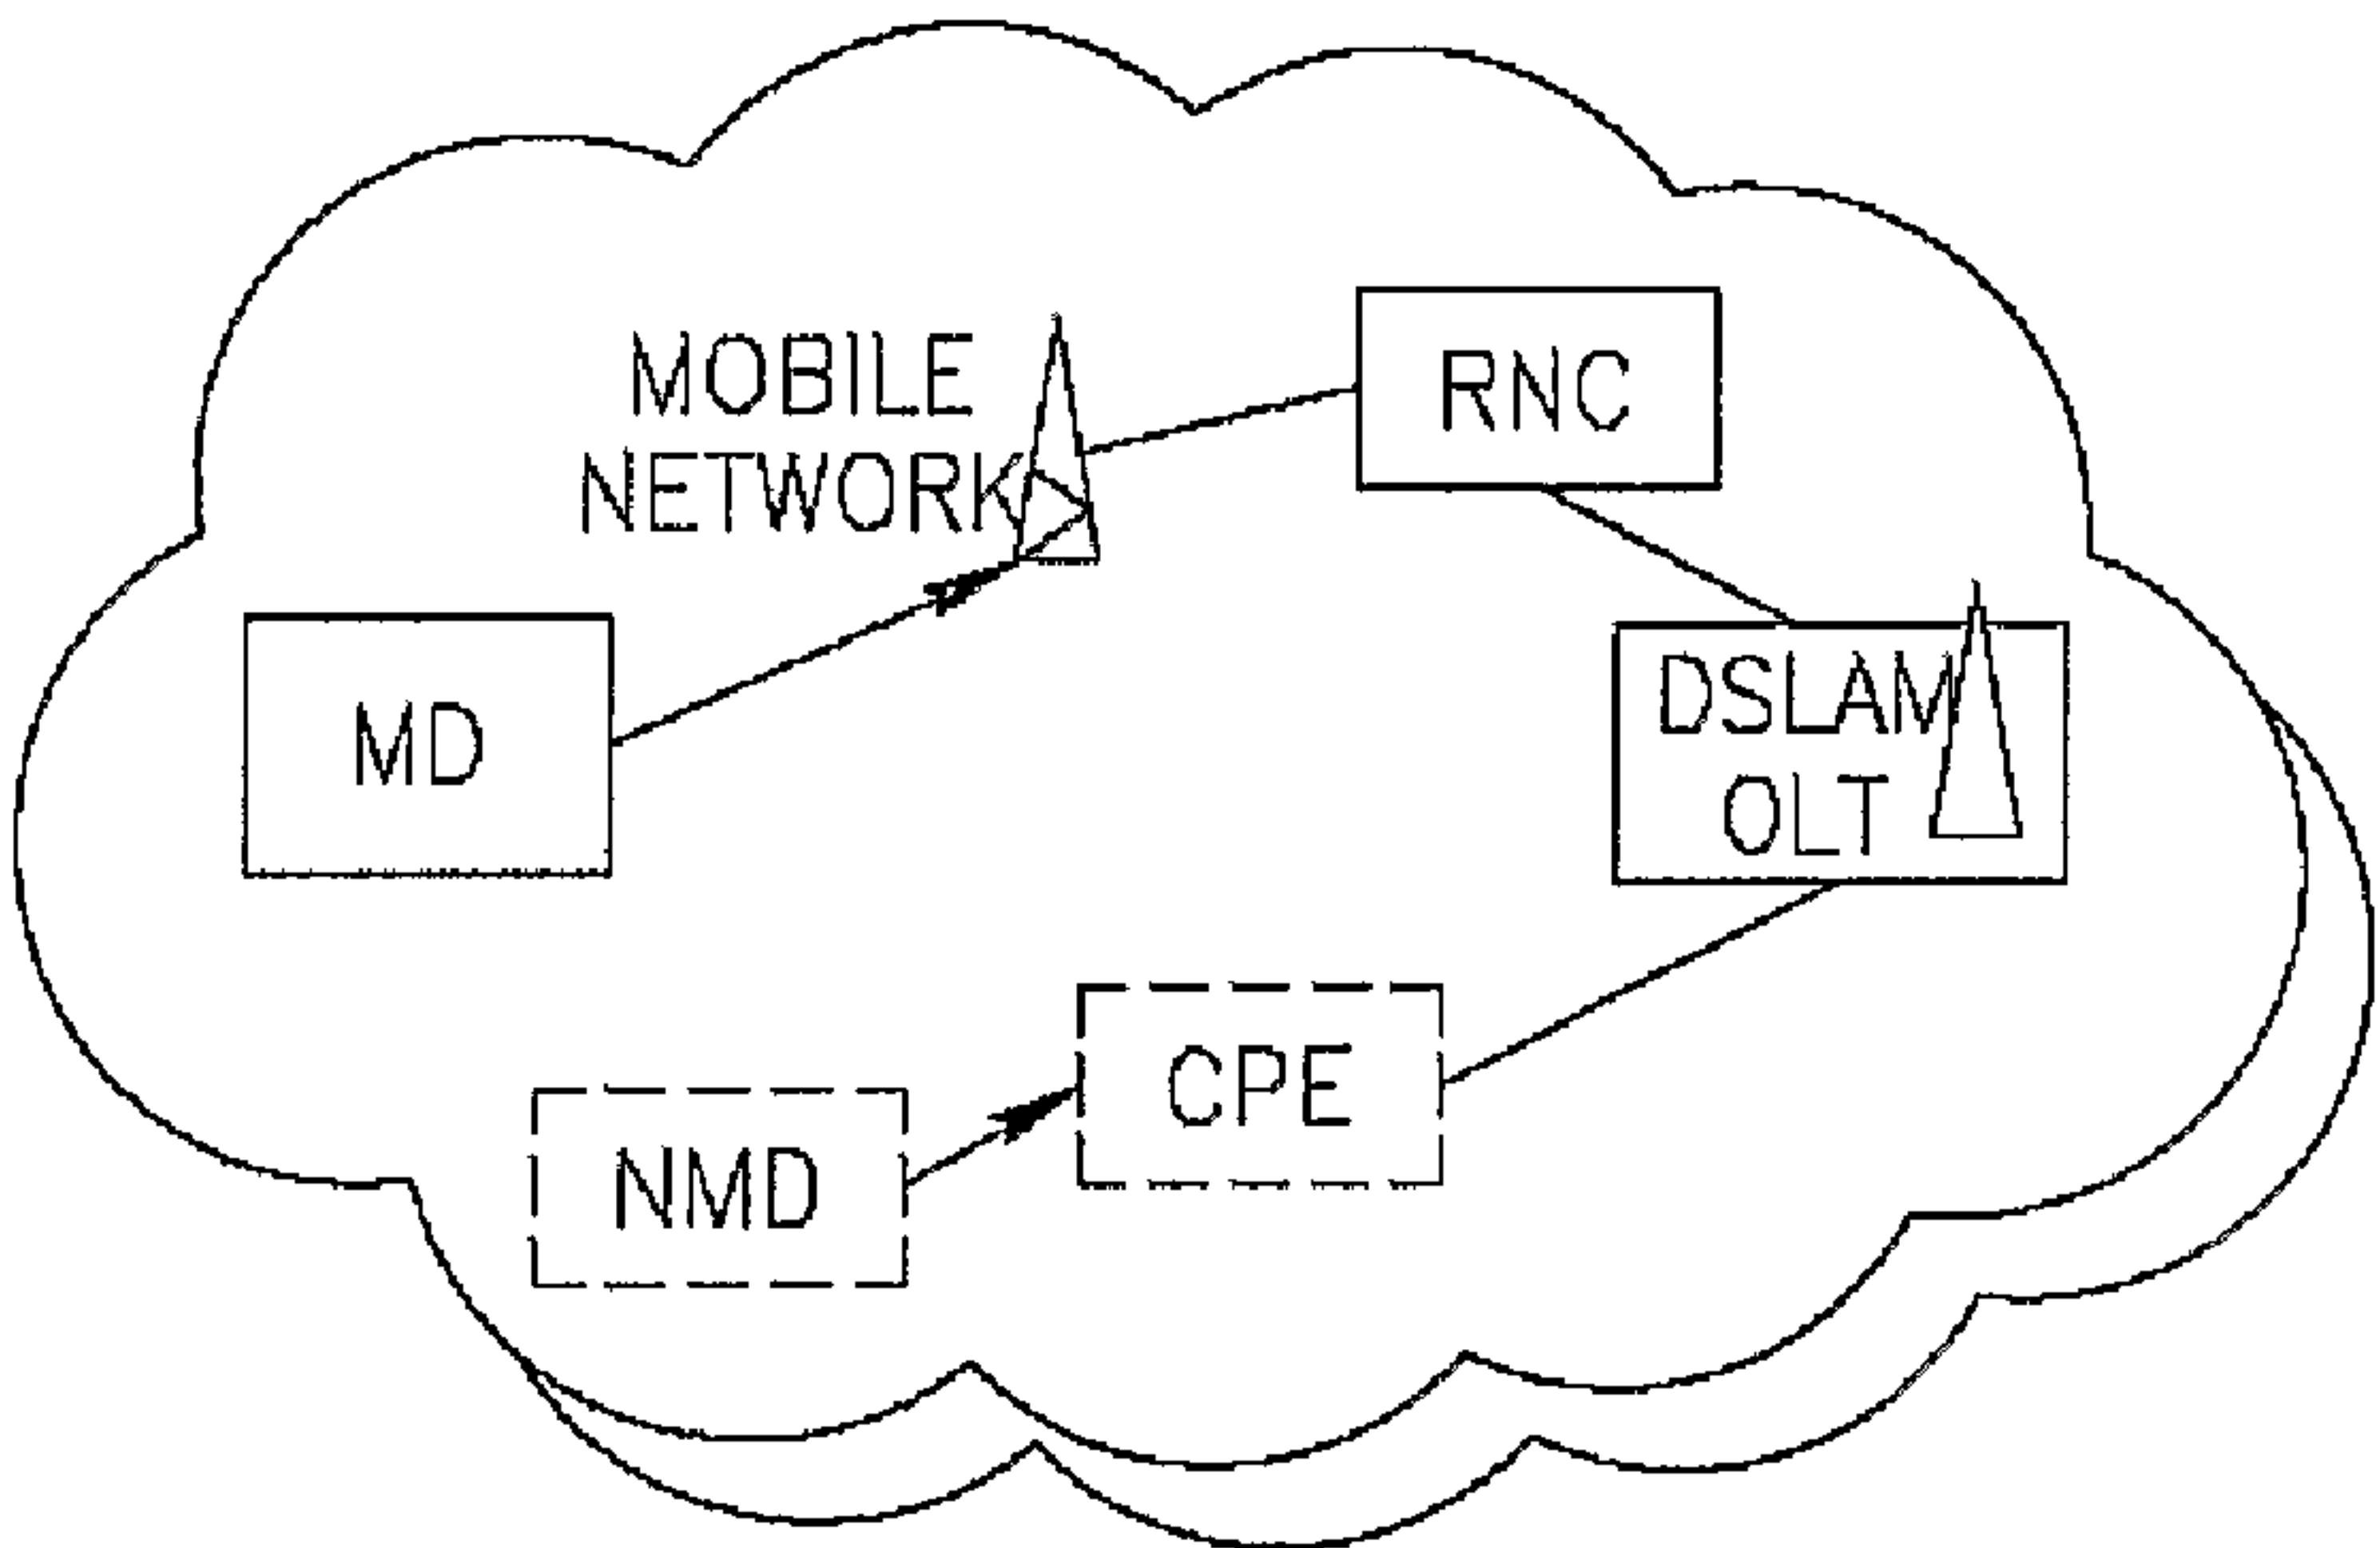 MOBILE
NETWORK
RNC
MD
DSLAM
OLT
CPE
NMD